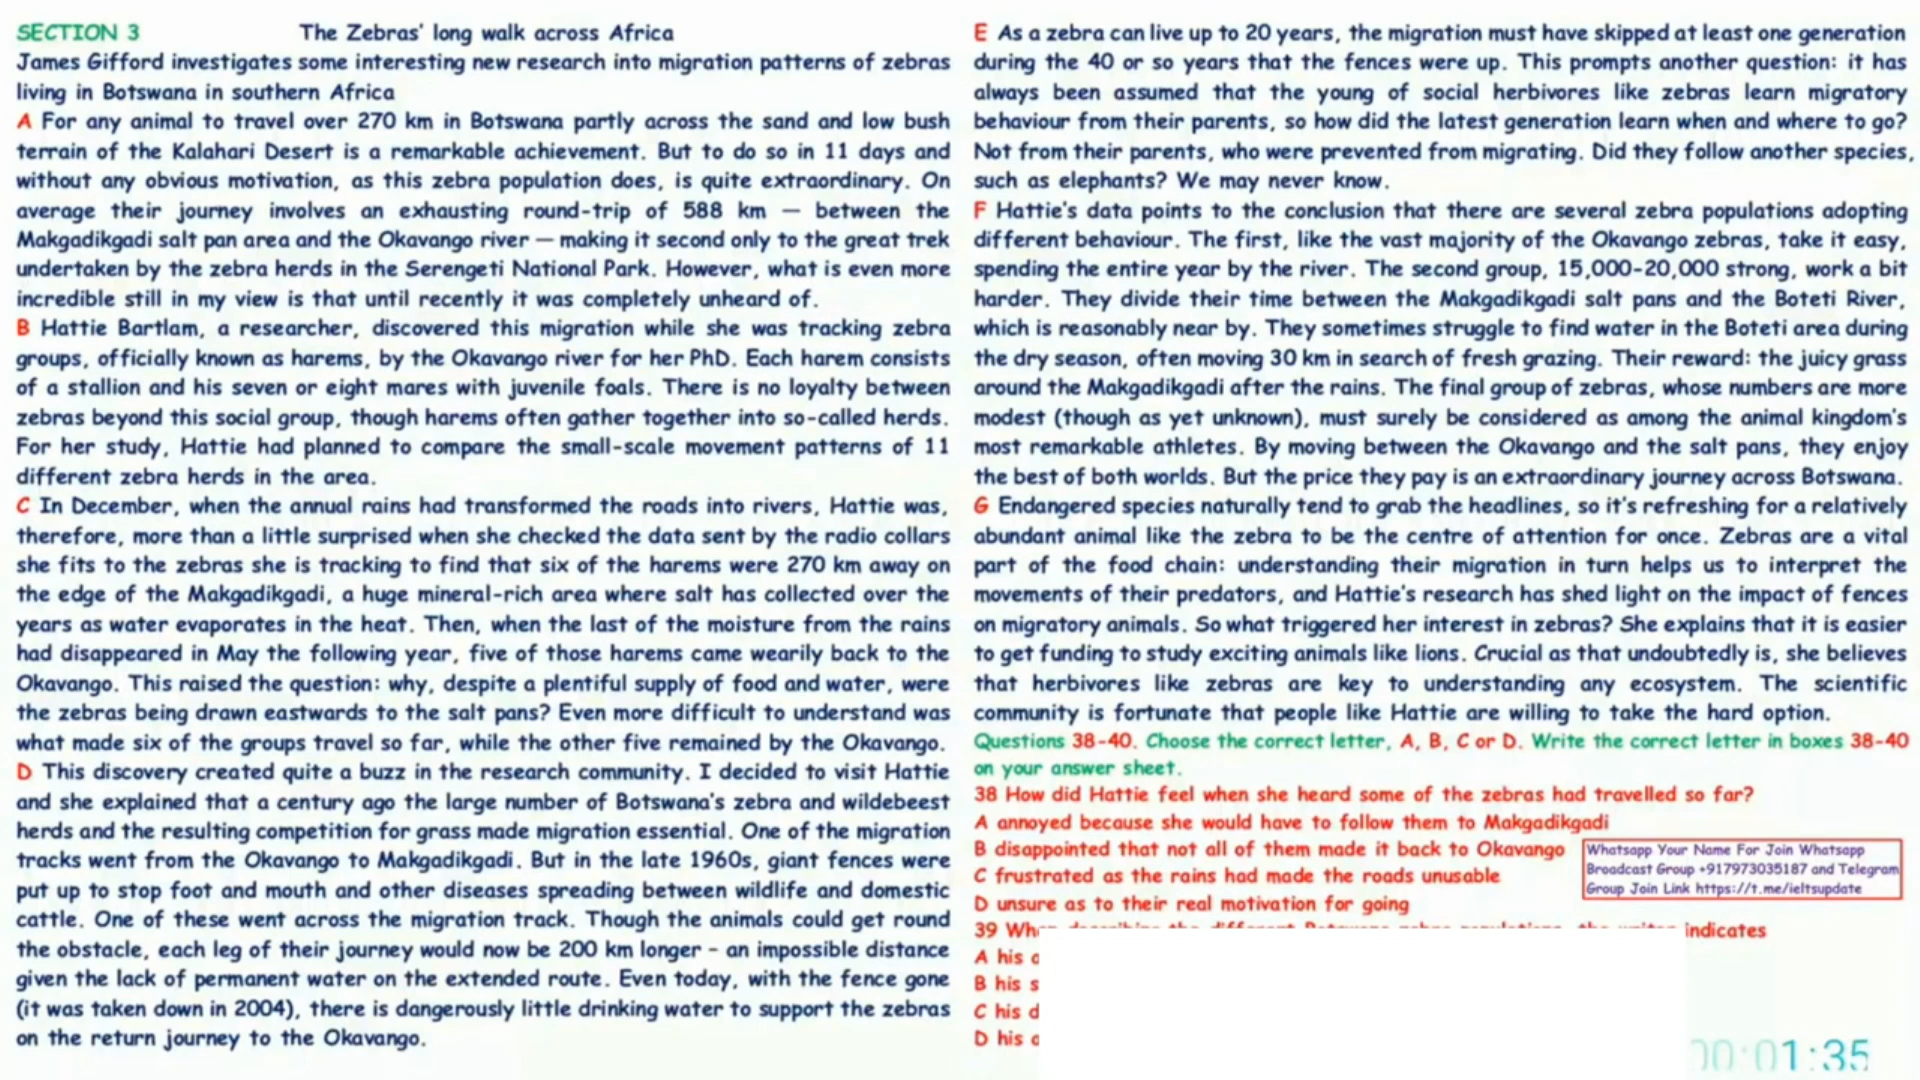 SECTION 3 The Zebras' long walk across Africa
James Gifford investigates some interesting new research into migration patterns of zebras
living in Botswana in southern Africa
A For any animal to travel over 270 km in Botswana partly across the sand and low bush
terrain of the Kalahari Desert is a remarkable achievement. But to do so in 11 days and
without any obvious motivation, as this zebra population does, is quite extraordinary. On
average their journey involves an exhausting round-trip of 588 km — between the
Makgadikgadi salt pan area and the Okavango river — making it second only to the great trek
undertaken by the zebra herds in the Serengeti National Park. However, what is even more
incredible still in my view is that until recently it was completely unheard of.
B Hattie Bartlam, a researcher, discovered this migration while she was tracking zebra
groups, officially known as harems, by the Okavango river for her PhD. Each harem consists
of a stallion and his seven or eight mares with juvenile foals. There is no loyalty between
zebras beyond this social group, though harems often gather together into so-called herds.
For her study, Hattie had planned to compare the small-scale movement patterns of 11
different zebra herds in the area.
C In December, when the annual rains had transformed the roads into rivers, Hattie was,
therefore, more than a little surprised when she checked the data sent by the radio collars
she fits to the zebras she is tracking to find that six of the harems were 270 km away on
the edge of the Makgadikgadi, a huge mineral-rich area where salt has collected over the
years as water evaporates in the heat. Then, when the last of the moisture from the rains
had disappeared in May the following year, five of those harems came wearily back to the
Okavango. This raised the question: why, despite a plentiful supply of food and water, were
the zebras being drawn eastwards to the salt pans? Even more difficult to understand was
what made six of the groups travel so far, while the other five remained by the Okavango.
D This discovery created quite a buzz in the research community. I decided to visit Hattie
and she explained that a century ago the large number of Botswana's zebra and wildebeest
herds and the resulting competition for grass made migration essential. One of the migration
tracks went from the Okavango to Makgadikgadi. But in the late 1960s, giant fences were
put up to stop foot and mouth and other diseases spreading between wildlife and domestic
cattle. One of these went across the migration track. Though the animals could get round
the obstacle, each leg of their journey would now be 200 km longer – an impossible distance
given the lack of permanent water on the extended route. Even today, with the fence gone
(it was taken down in 2004), there is dangerously little drinking water to support the zebras
on the return journey to the Okavango.
E As a zebra can live up to 20 years, the migration must have skipped at least one generation
during the 40 or so years that the fences were up. This prompts another question: it has
always been assumed that the young of social herbivores like zebras learn migratory
behaviour from their parents, so how did the latest generation learn when and where to go?
Not from their parents, who were prevented from migrating. Did they follow another species,
such as elephants? We may never know.
F Hattie's data points to the conclusion that there are several zebra populations adopting
different behaviour. The first, like the vast majority of the Okavango zebras, take it easy,
spending the entire year by the river. The second group, 15,000-20,000 strong, work a bit
harder. They divide their time between the Makgadikgadi salt pans and the Boteti River,
which is reasonably near by. They sometimes struggle to find water in the Boteti area during
the dry season, often moving 30 km in search of fresh grazing. Their reward: the juicy grass
around the Makgadikgadi after the rains. The final group of zebras, whose numbers are more
modest (though as yet unknown), must surely be considered as among the animal kingdom's
most remarkable athletes. By moving between the Okavango and the salt pans, they enjoy
the best of both worlds. But the price they pay is an extraordinary journey across Botswana.
G Endangered species naturally tend to grab the headlines, so it's refreshing for a relatively
abundant animal like the zebra to be the centre of attention for once. Zebras are a vital
part of the food chain: understanding their migration in turn helps us to interpret the
movements of their predators, and Hattie's research has shed light on the impact of fences
on migratory animals. So what triggered her interest in zebras? She explains that it is easier
to get funding to study exciting animals like lions. Crucial as that undoubtedly is, she believes
that herbivores like zebras are key to understanding any ecosystem. The scientific
community is fortunate that people like Hattie are willing to take the hard option.
Questions 38-40. Choose the correct letter, A, B, C or D. Write the correct letter in boxes 38-40
on your answer sheet.
38 How did Hattie feel when she heard some of the zebras had travelled so far?
A annoyed because she would have to follow them to Makgadikgadi
B disappointed that not all of them made it back to Okavango
C frustrated as the rains had made the roads unusable
D unsure as to their real motivation for going
Whatsapp Your Name For Join Whatsapp
Broadcast Group +917973035187 and Telegram
Group Join Link https://t.me/ieltsupdate
39 indicates
A his
B his
C his
D his
00:01:35